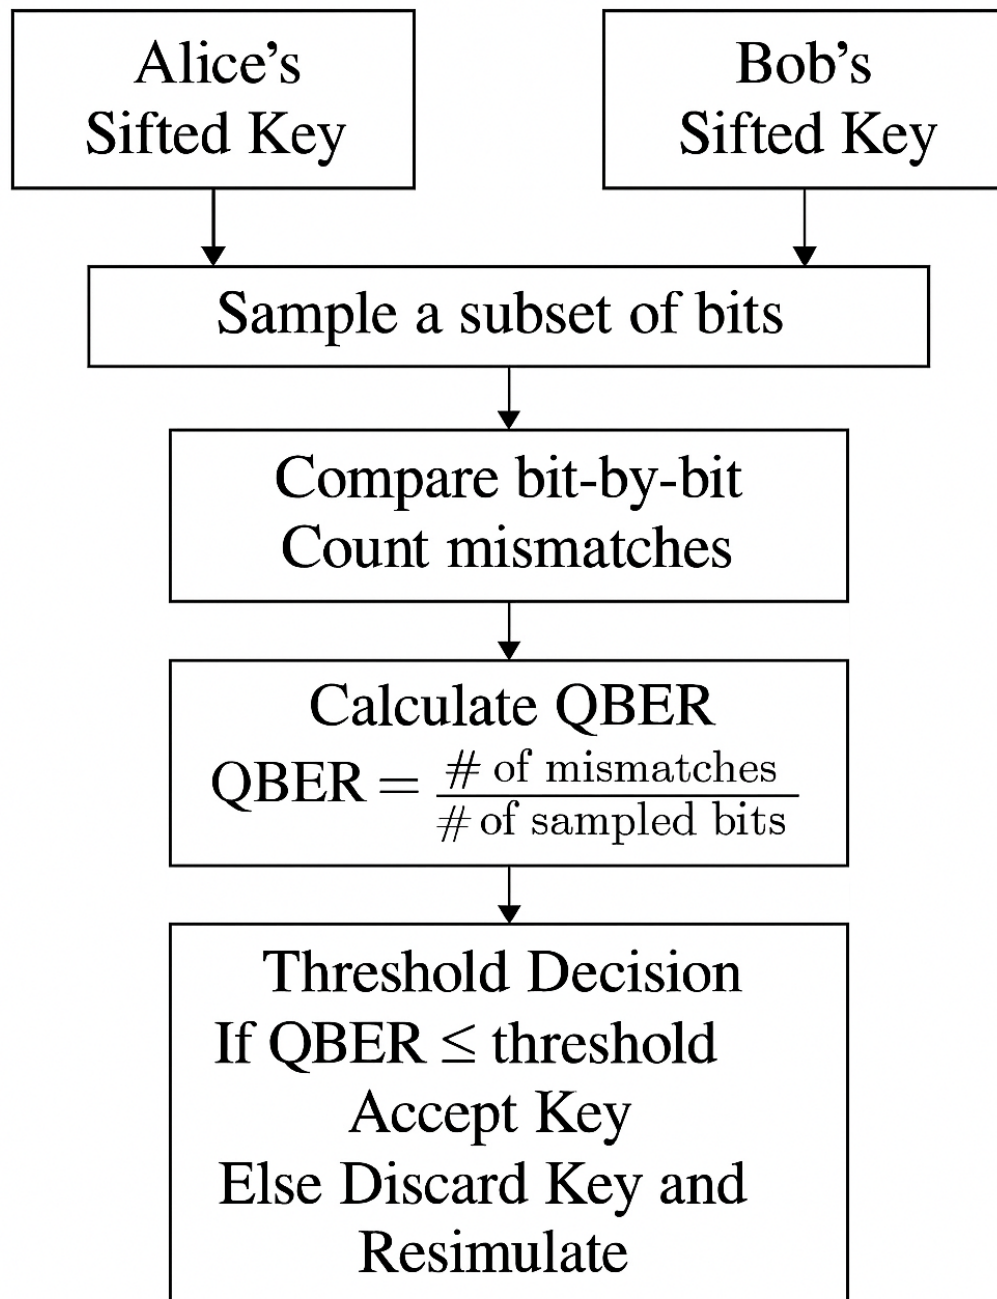 Alice’s
Sifted Key
Bob’s
Sifted Key
Sample a subset of bits
Compare bit-by-bit
Count mismatches
Calculate QBER
QBER = # of mismatches / # of sampled bits
Threshold Decision
If QBER ≤ threshold
Accept Key
Else Discard Key and
Resimulate